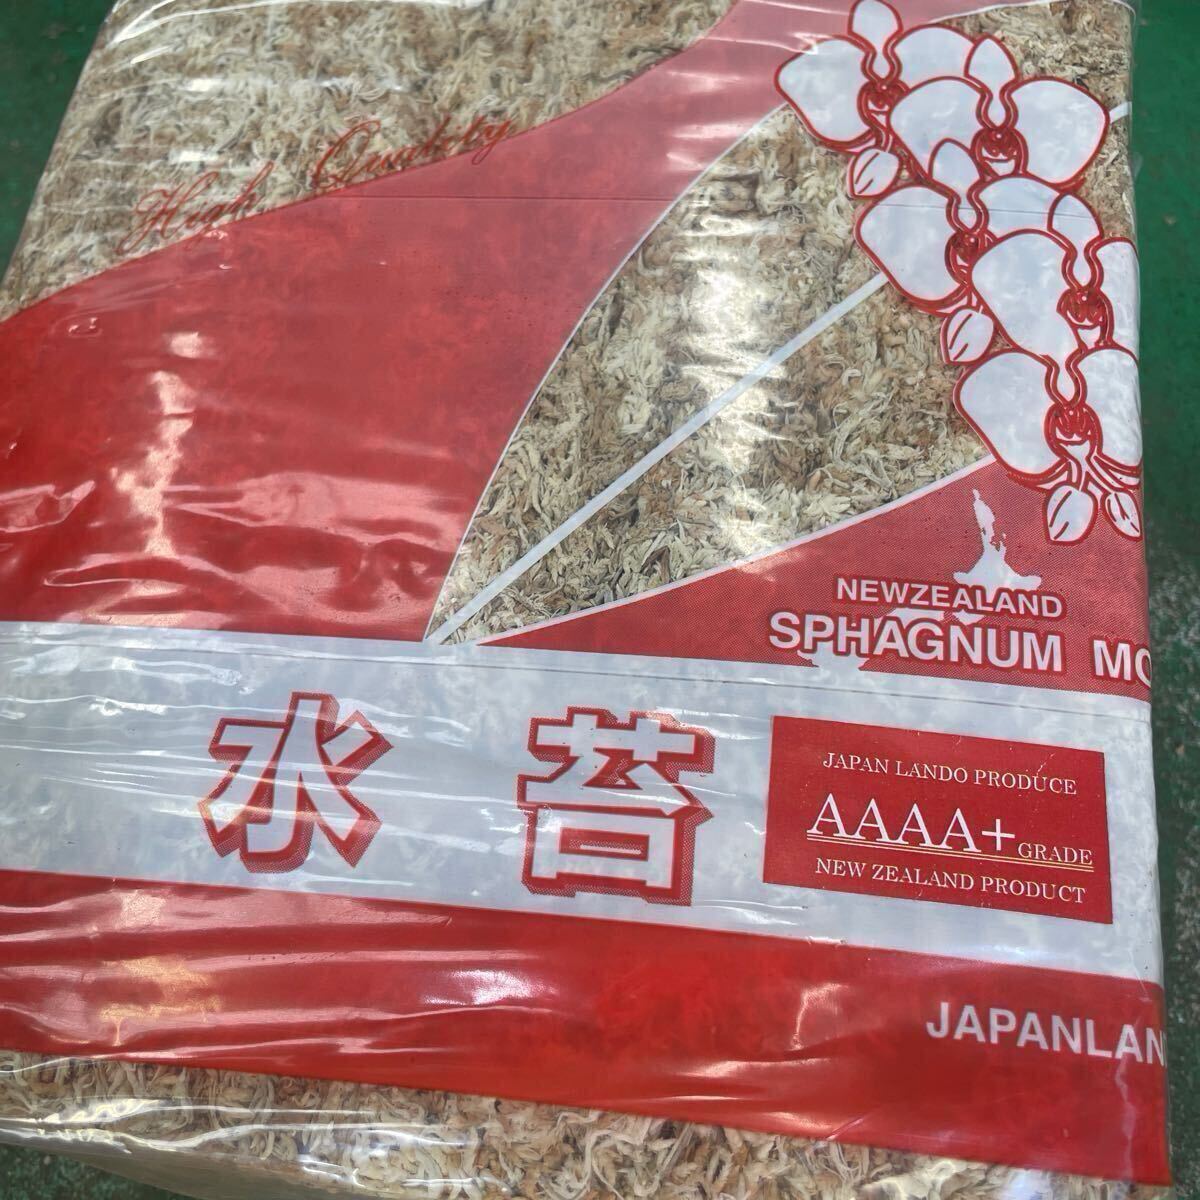 High Quality
NEWZEALAND
SPHAGNUM MO
水苔
JAPAN LANDO PRODUCE
AAAA+ GRADE
NEW ZEALAND PRODUCT
JAPANLAN